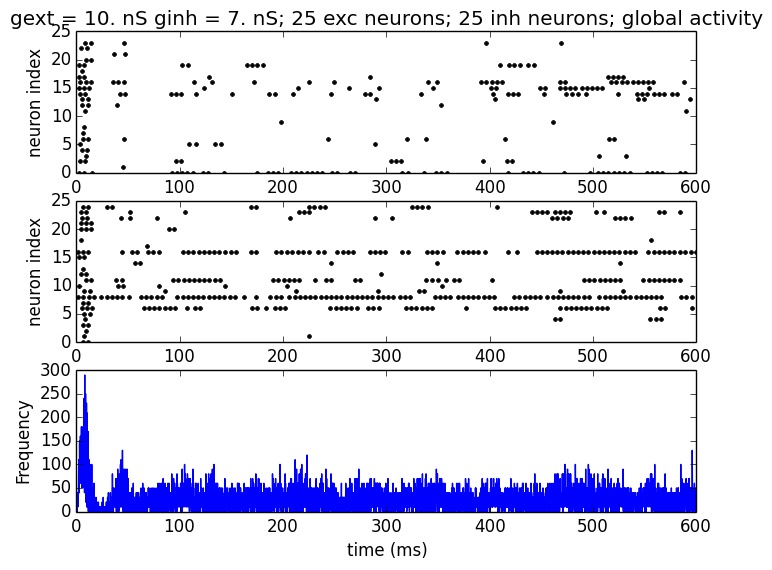 gext = 10. nS ginh = 7. nS; 25 exc neurons; 25 inh neurons; global activity
25
20
15
10
5
0
neuron index
0 100 200 300 400 500 600
25
20
15
10
5
0
neuron index
0 100 200 300 400 500 600
300
250
200
150
100
50
0
Frequency
0 100 200 300 400 500 600
time (ms)